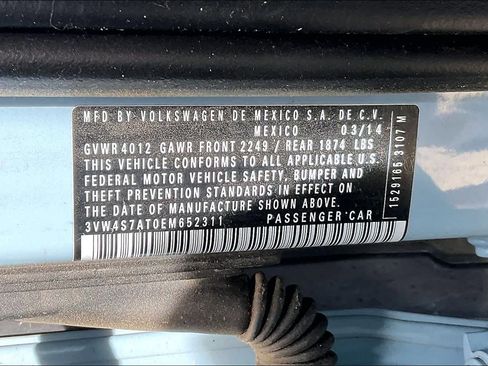 MFD BY VOLKSWAGEN DE MEXICO S.A. DE C.V.
MEXICO 03/14
GVWR 4012 GAWR FRONT 2249 / REAR 1874 LBS
THIS VEHICLE CONFORMS TO ALL APPLICABLE U.S.
FEDERAL MOTOR VEHICLE SAFETY, BUMPER AND
THEFT PREVENTION STANDARDS IN EFFECT ON
THE DATE OF MANUFACTURE SHOWN ABOVE.
3VW4S7AT0EM652311 PASSENGER CAR
1529165 3107 M